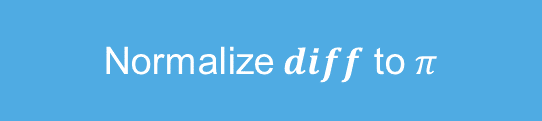 Normalize diff to π